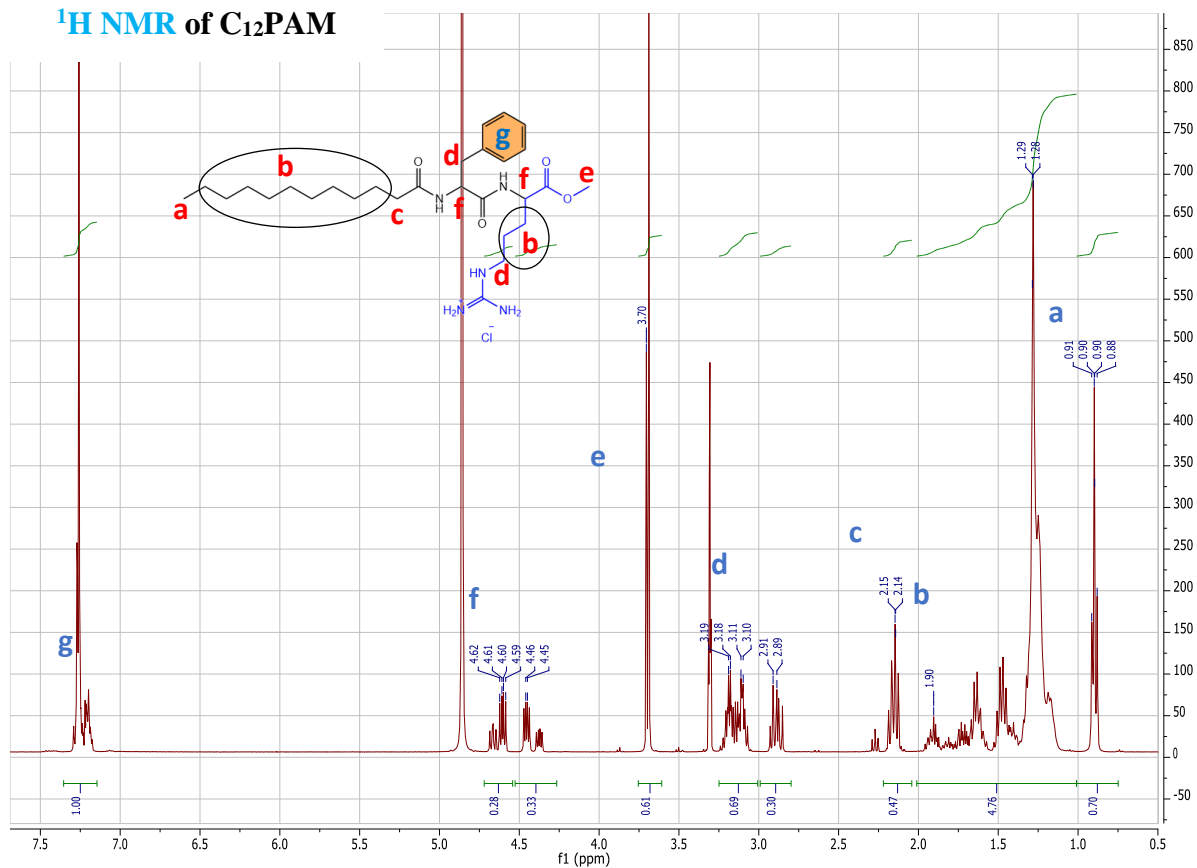 ¹H NMR of C₁₂PAM
850
800
750
700
650
600
550
500
450
400
350
300
250
200
150
100
50
0
-50
g
d
b
O
O
e
N
H
f
O
H
N
f
O
a
c
b
HN
d
H₂N⁺
NH₂
Cl⁻
1.29
1.28
a
3.70
0.91
0.90
0.90
0.88
e
c
d
b
f
g
2.15
2.14
3.19
3.18
3.11
3.10
2.91
2.89
4.62
4.61
4.60
4.59
4.46
4.45
1.90
1.00
0.28
0.33
0.61
0.69
0.30
0.47
4.76
0.70
7.5 7.0 6.5 6.0 5.5 5.0 4.5 4.0 3.5 3.0 2.5 2.0 1.5 1.0 0.5
f1 (ppm)